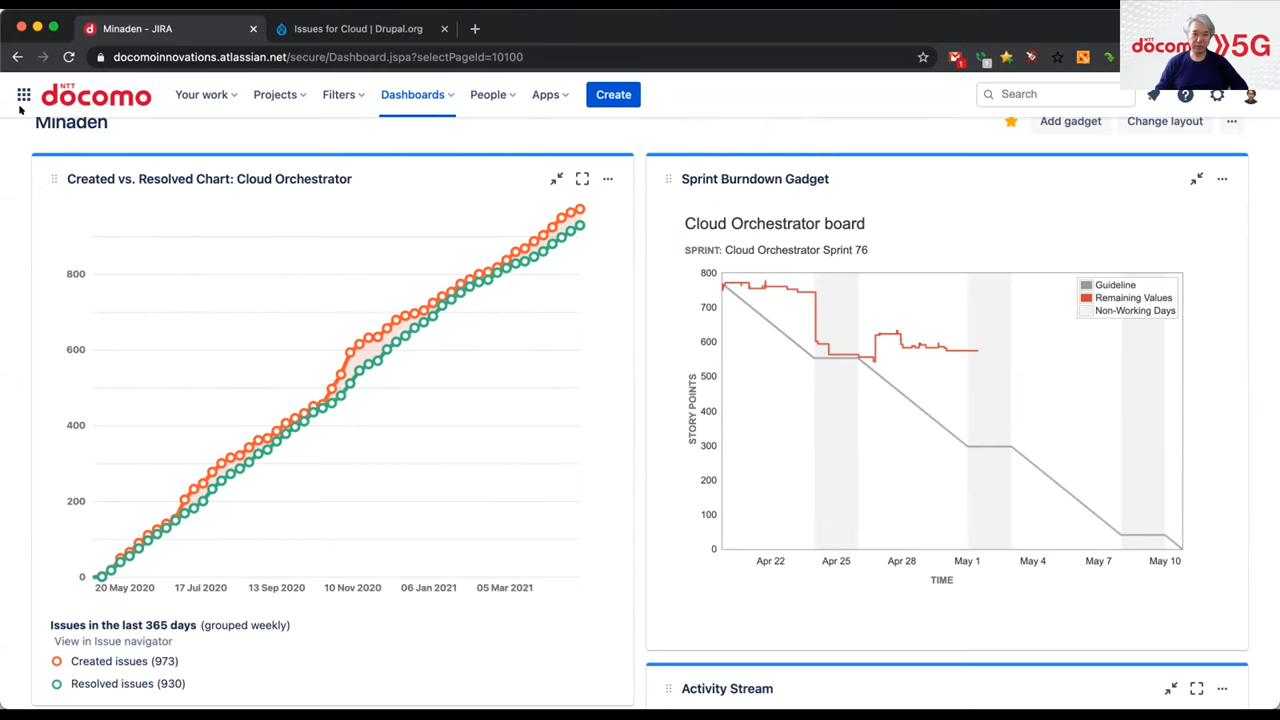 Minaden - JIRA
Issues for Cloud | Drupal.org
docomoinnovations.atlassian.net/secure/Dashboard.jspa?selectPageId=10100
1
?
NTT
docomo
5G
NTT
docomo
Your work
Projects
Filters
Dashboards
People
Apps
Create
Search
Minaden
Add gadget
Change layout
Created vs. Resolved Chart: Cloud Orchestrator
800
600
400
200
0
20 May 2020
17 Jul 2020
13 Sep 2020
10 Nov 2020
06 Jan 2021
05 Mar 2021
Issues in the last 365 days (grouped weekly)
View in Issue navigator
Created issues (973)
Resolved issues (930)
Sprint Burndown Gadget
Cloud Orchestrator board
SPRINT: Cloud Orchestrator Sprint 76
Guideline
Remaining Values
Non-Working Days
STORY POINTS
800
700
600
500
400
300
200
100
0
Apr 22
Apr 25
Apr 28
May 1
May 4
May 7
May 10
TIME
Activity Stream